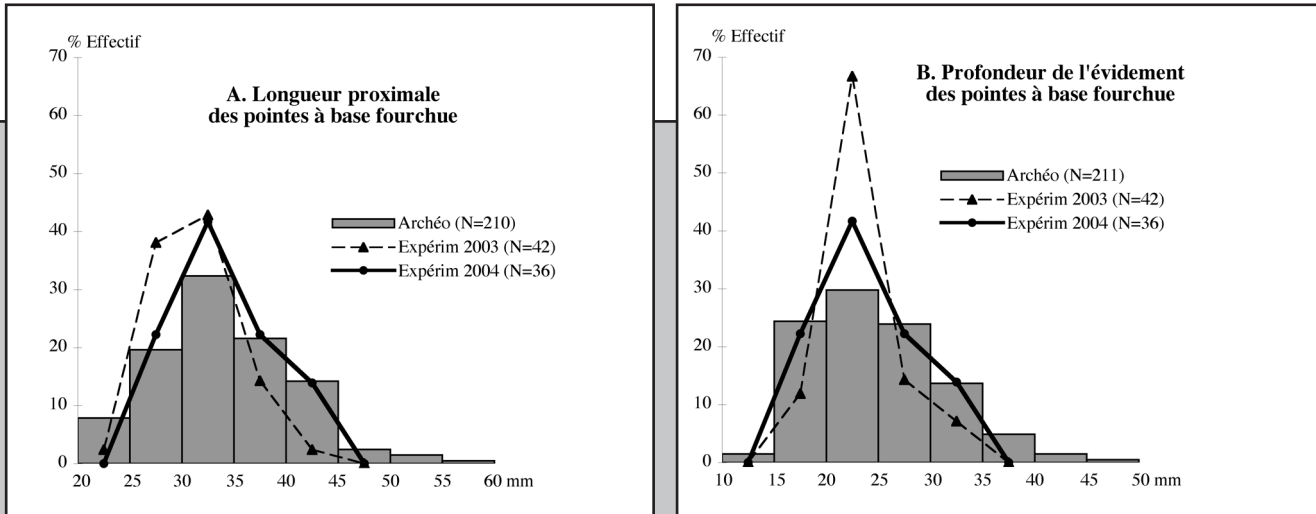 % Effectif
70
60
50
40
30
20
10
0
A. Longueur proximale
des pointes à base fourchue
Archéo (N=210)
Expérim 2003 (N=42)
Expérim 2004 (N=36)
20 25 30 35 40 45 50 55 60 mm
% Effectif
70
60
50
40
30
20
10
0
B. Profondeur de l'évidement
des pointes à base fourchue
Archéo (N=211)
Expérim 2003 (N=42)
Expérim 2004 (N=36)
10 15 20 25 30 35 40 45 50 mm